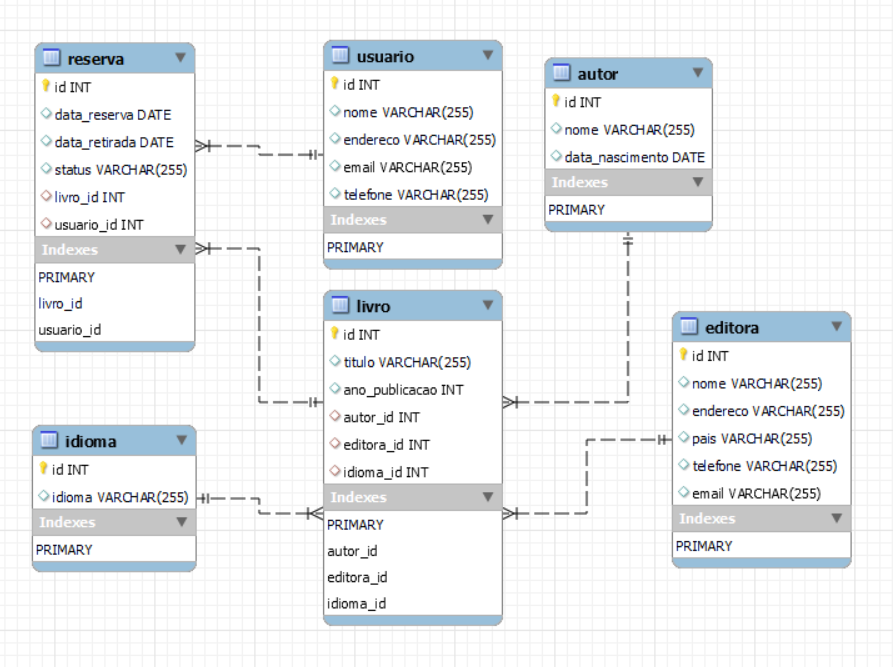 reserva
id INT
data_reserva DATE
data_retirada DATE
status VARCHAR(255)
livro_id INT
usuario_id INT
Indexes
PRIMARY
livro_id
usuario_id
usuario
id INT
nome VARCHAR(255)
endereco VARCHAR(255)
email VARCHAR(255)
telefone VARCHAR(255)
Indexes
PRIMARY
autor
id INT
nome VARCHAR(255)
data_nascimento DATE
Indexes
PRIMARY
livro
id INT
titulo VARCHAR(255)
ano_publicacao INT
autor_id INT
editora_id INT
idioma_id INT
Indexes
PRIMARY
autor_id
editora_id
idioma_id
editora
id INT
nome VARCHAR(255)
endereco VARCHAR(255)
pais VARCHAR(255)
telefone VARCHAR(255)
email VARCHAR(255)
Indexes
PRIMARY
idioma
id INT
idioma VARCHAR(255)
Indexes
PRIMARY